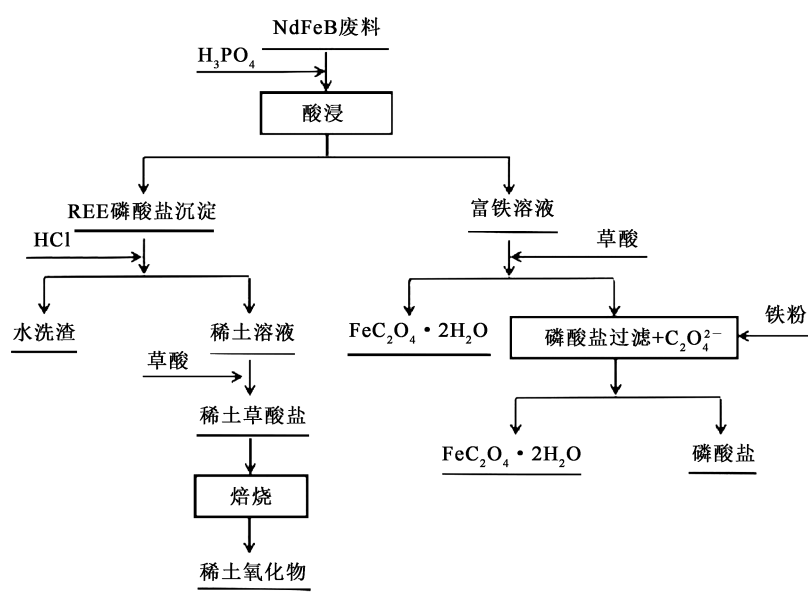 NdFeB废料
H₃PO₄
酸浸
REE磷酸盐沉淀
富铁溶液
HCl
草酸
水洗渣
稀土溶液
FeC₂O₄·2H₂O
磷酸盐过滤+C₂O₄²⁻
铁粉
草酸
稀土草酸盐
FeC₂O₄·2H₂O
磷酸盐
焙烧
稀土氧化物